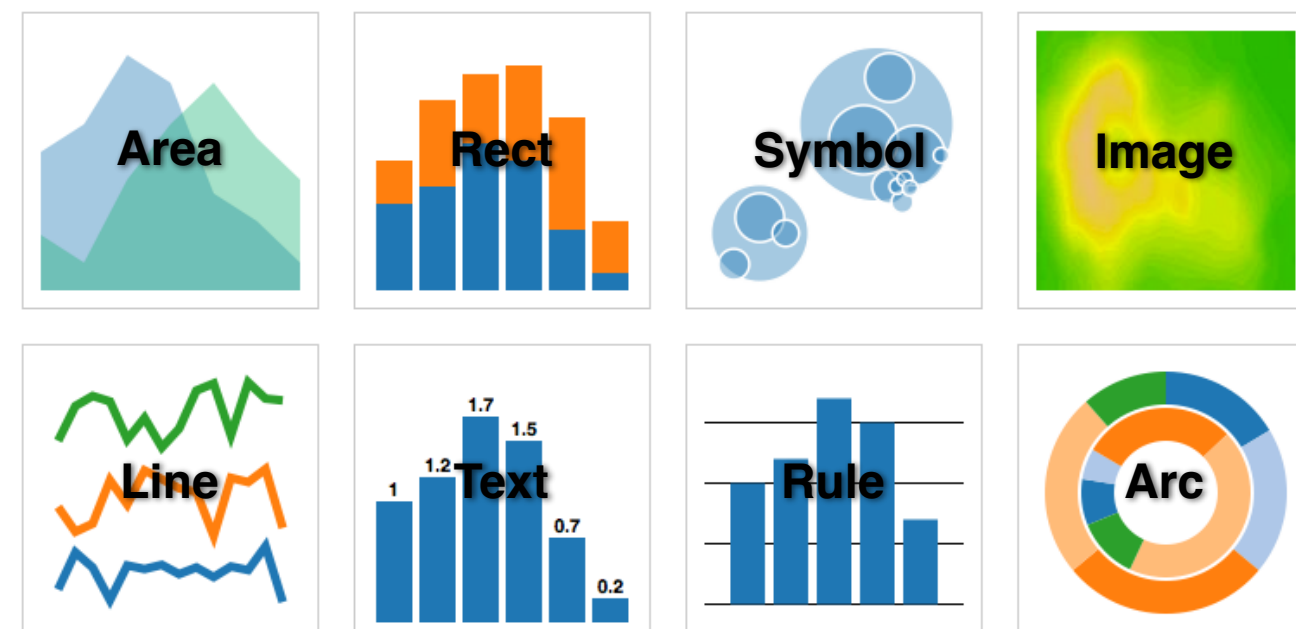 Area
Rect
Symbol
Image
Line
1
1.2
1.7
1.5
0.7
0.2
Text
Rule
Arc